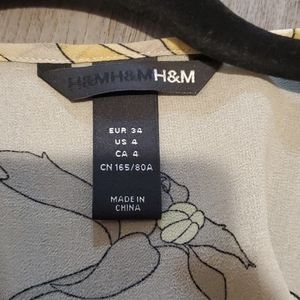 H&MH&MH&M
EUR 34
US 4
CA 4
CN 165/80A
MADE IN
CHINA